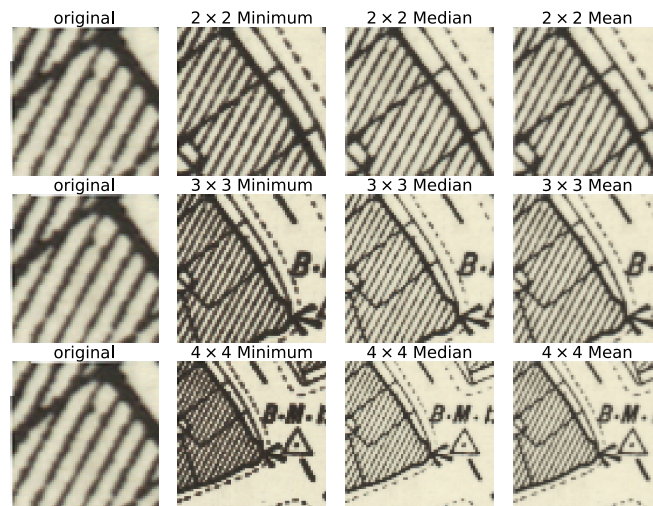 original 2 × 2 Minimum 2 × 2 Median 2 × 2 Mean
original 3 × 3 Minimum 3 × 3 Median 3 × 3 Mean
B· B· B·
original 4 × 4 Minimum 4 × 4 Median 4 × 4 Mean
B·M· B·M· B·M·